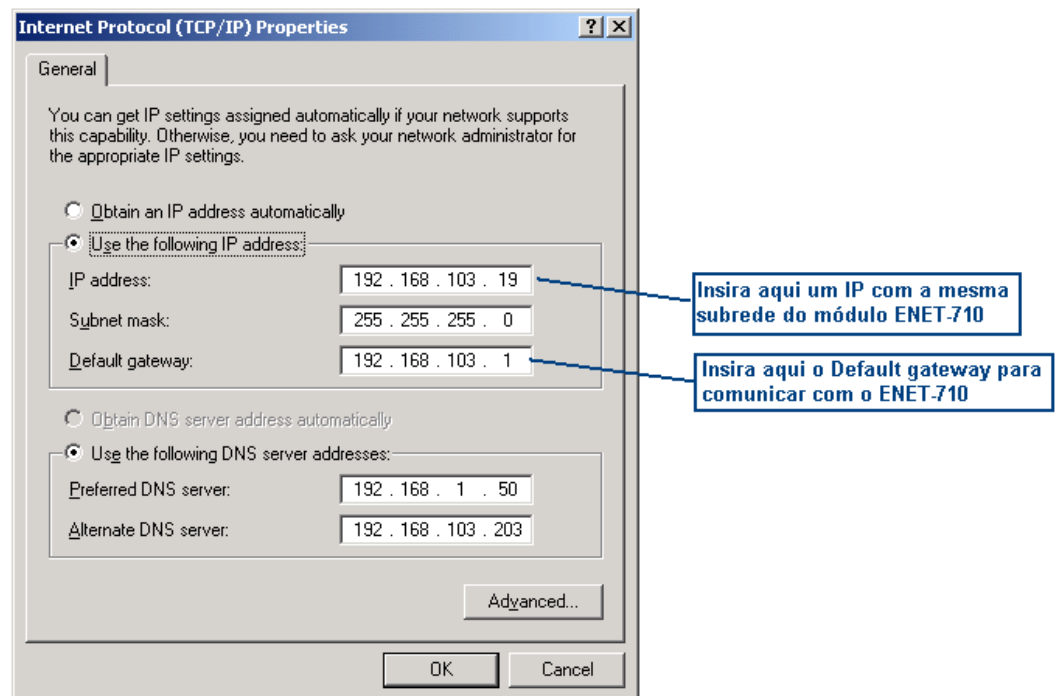 Internet Protocol (TCP/IP) Properties
General
You can get IP settings assigned automatically if your network supports
this capability. Otherwise, you need to ask your network administrator for
the appropriate IP settings.
Obtain an IP address automatically
Use the following IP address:
IP address: 192 . 168 . 103 . 19
Insira aqui um IP com a mesma
subrede do módulo ENET-710
Subnet mask: 255 . 255 . 255 . 0
Default gateway: 192 . 168 . 103 . 1
Insira aqui o Default gateway para
comunicar com o ENET-710
Obtain DNS server address automatically
Use the following DNS server addresses:
Preferred DNS server: 192 . 168 . 1 . 50
Alternate DNS server: 192 . 168 . 103 . 203
Advanced...
OK Cancel